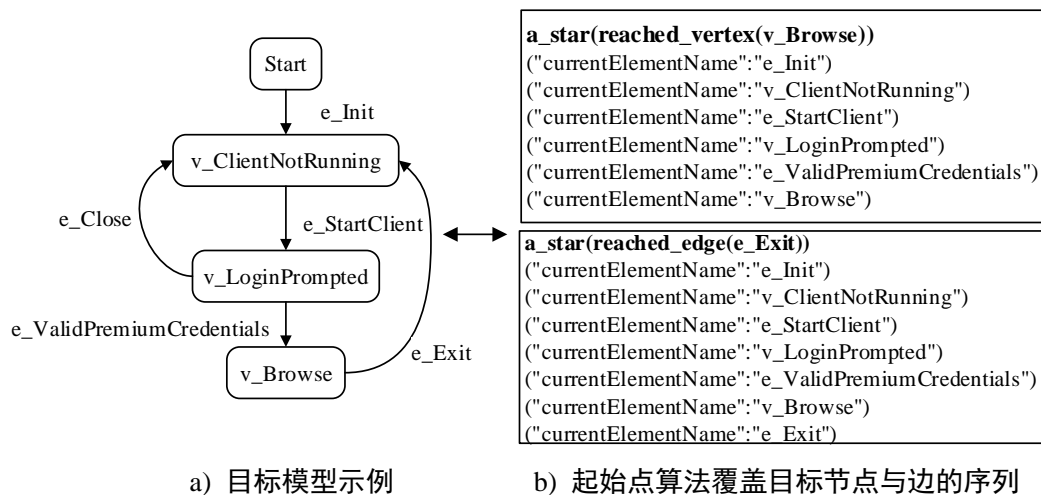 Start
e_Init
v_ClientNotRunning
e_Close
e_StartClient
v_LoginPrompted
e_ValidPremiumCredentials
v_Browse
e_Exit
a_star(reached_vertex(v_Browse))
("currentElementName":"e_Init")
("currentElementName":"v_ClientNotRunning")
("currentElementName":"e_StartClient")
("currentElementName":"v_LoginPrompted")
("currentElementName":"e_ValidPremiumCredentials")
("currentElementName":"v_Browse")
a_star(reached_edge(e_Exit))
("currentElementName":"e_Init")
("currentElementName":"v_ClientNotRunning")
("currentElementName":"e_StartClient")
("currentElementName":"v_LoginPrompted")
("currentElementName":"e_ValidPremiumCredentials")
("currentElementName":"v_Browse")
("currentElementName":"e_Exit")
a) 目标模型示例
b) 起始点算法覆盖目标节点与边的序列